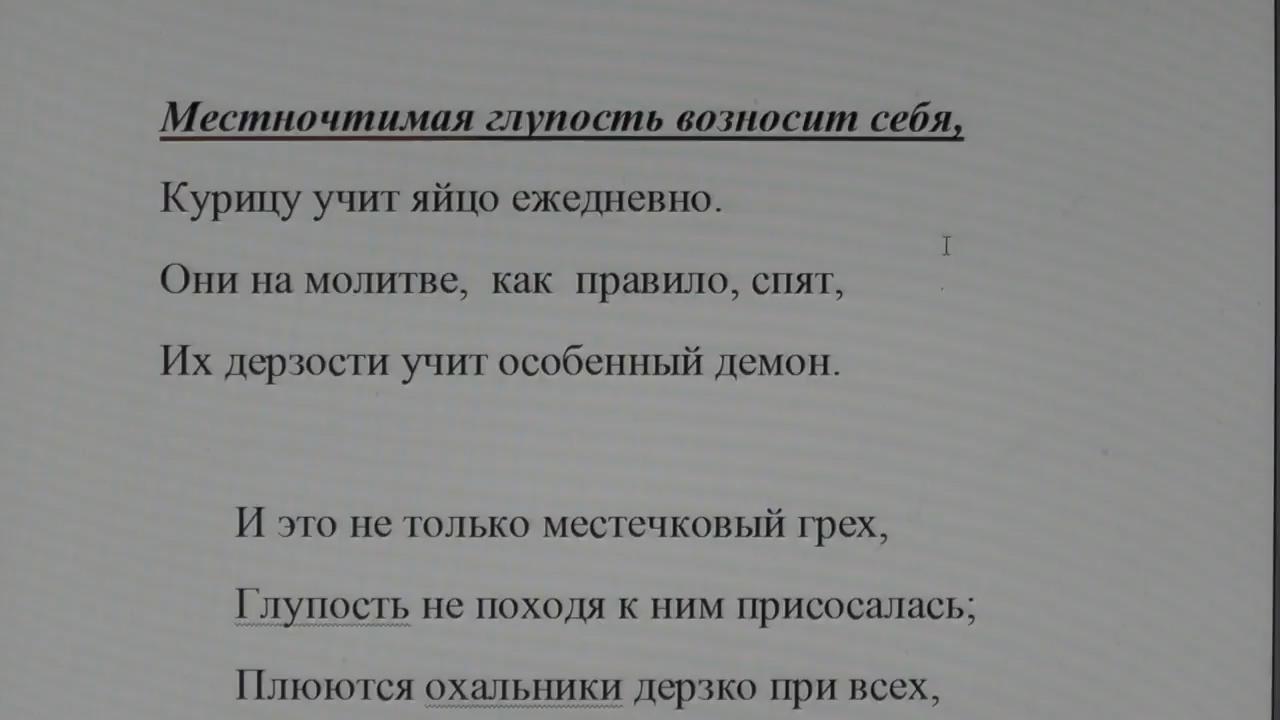 Местночтимая глупость возносит себя,
Курицу учит яйцо ежедневно.
Они на молитве,  как  правило, спят,
Их дерзости учит особенный демон.
И это не только местечковый грех,
Глупость не походя к ним присосалась;
Плюются охальники дерзко при всех,